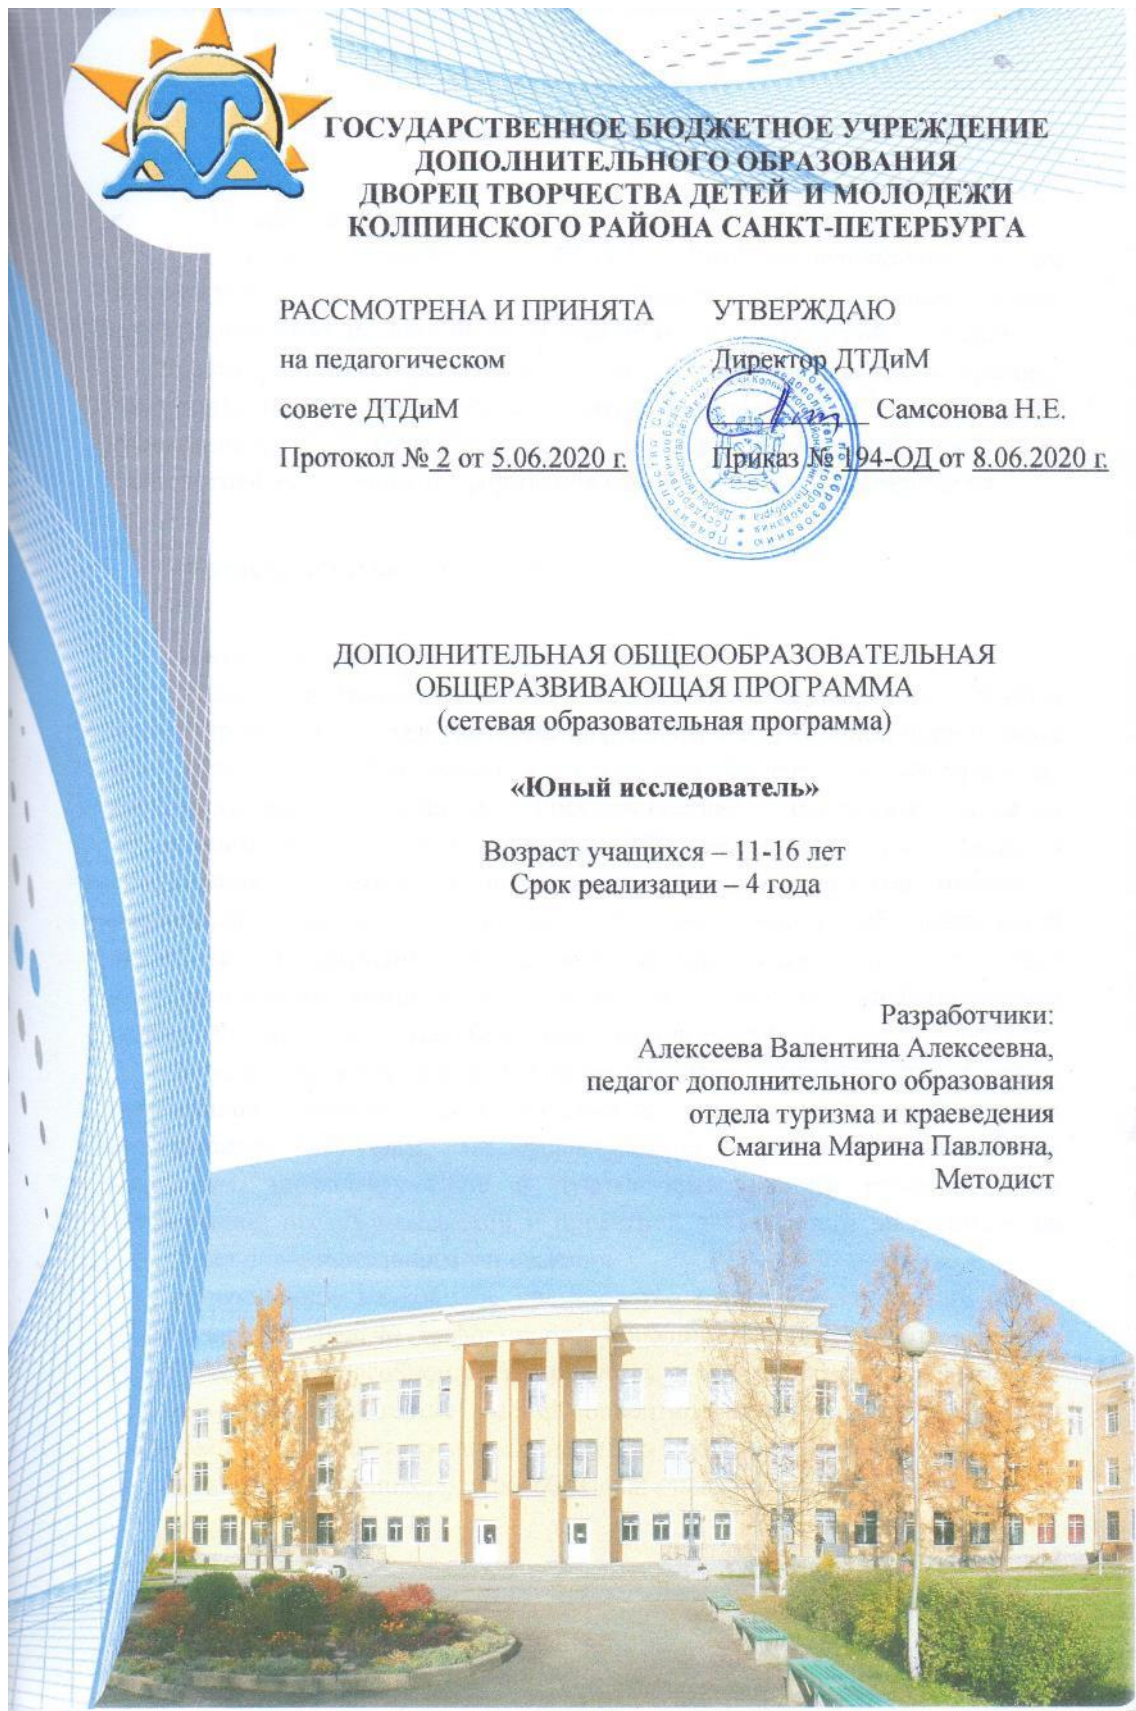 ГОСУДАРСТВЕННОЕ БЮДЖЕТНОЕ УЧРЕЖДЕНИЕ
ДОПОЛНИТЕЛЬНОГО ОБРАЗОВАНИЯ
ДВОРЕЦ ТВОРЧЕСТВА ДЕТЕЙ И МОЛОДЕЖИ
КОЛПИНСКОГО РАЙОНА САНКТ-ПЕТЕРБУРГА
РАССМОТРЕНА И ПРИНЯТА
на педагогическом
совете ДТДиМ
Протокол № 2 от 5.06.2020 г.
УТВЕРЖДАЮ
Директор ДТДиМ
Самсонова Н.Е.
Приказ № 194-ОД от 8.06.2020 г.
ДОПОЛНИТЕЛЬНАЯ ОБЩЕООБРАЗОВАТЕЛЬНАЯ
ОБЩЕРАЗВИВАЮЩАЯ ПРОГРАММА
(сетевая образовательная программа)
«Юный исследователь»
Возраст учащихся – 11-16 лет
Срок реализации – 4 года
Разработчики:
Алексеева Валентина Алексеевна,
педагог дополнительного образования
отдела туризма и краеведения
Смагина Марина Павловна,
Методист